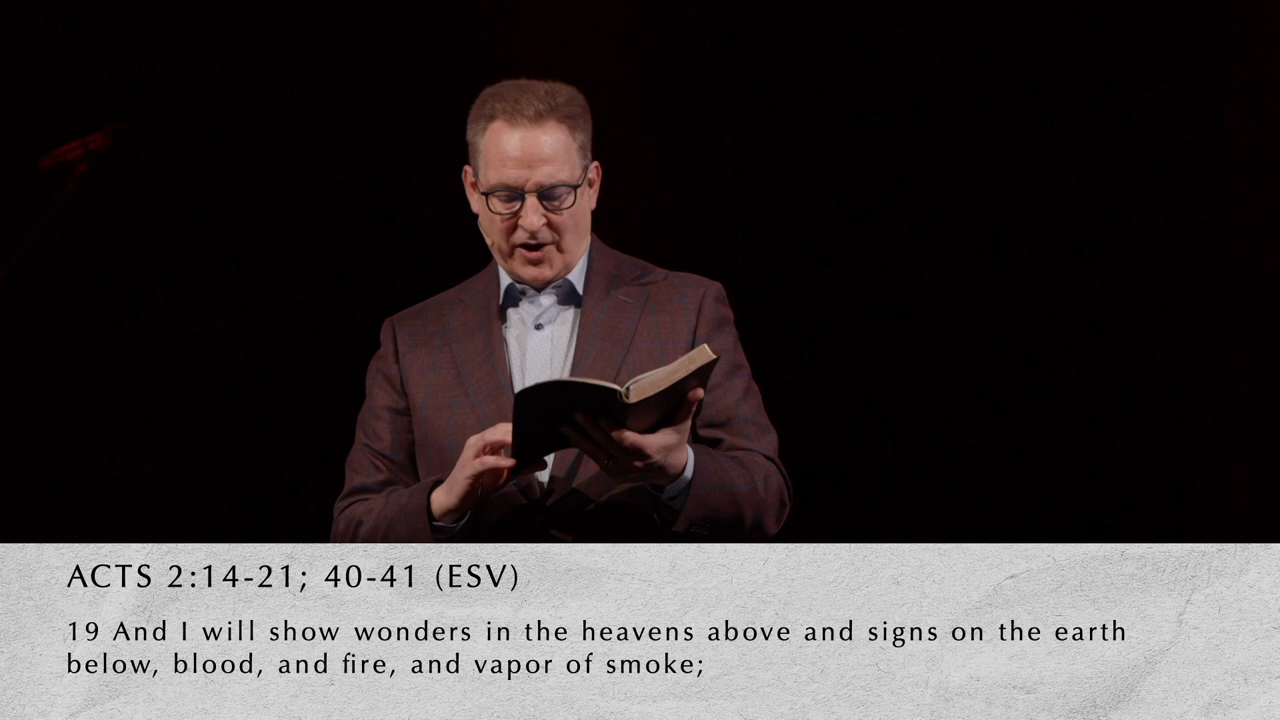 ACTS 2:14-21; 40-41 (ESV)
19 And I will show wonders in the heavens above and signs on the earth
below, blood, and fire, and vapor of smoke;